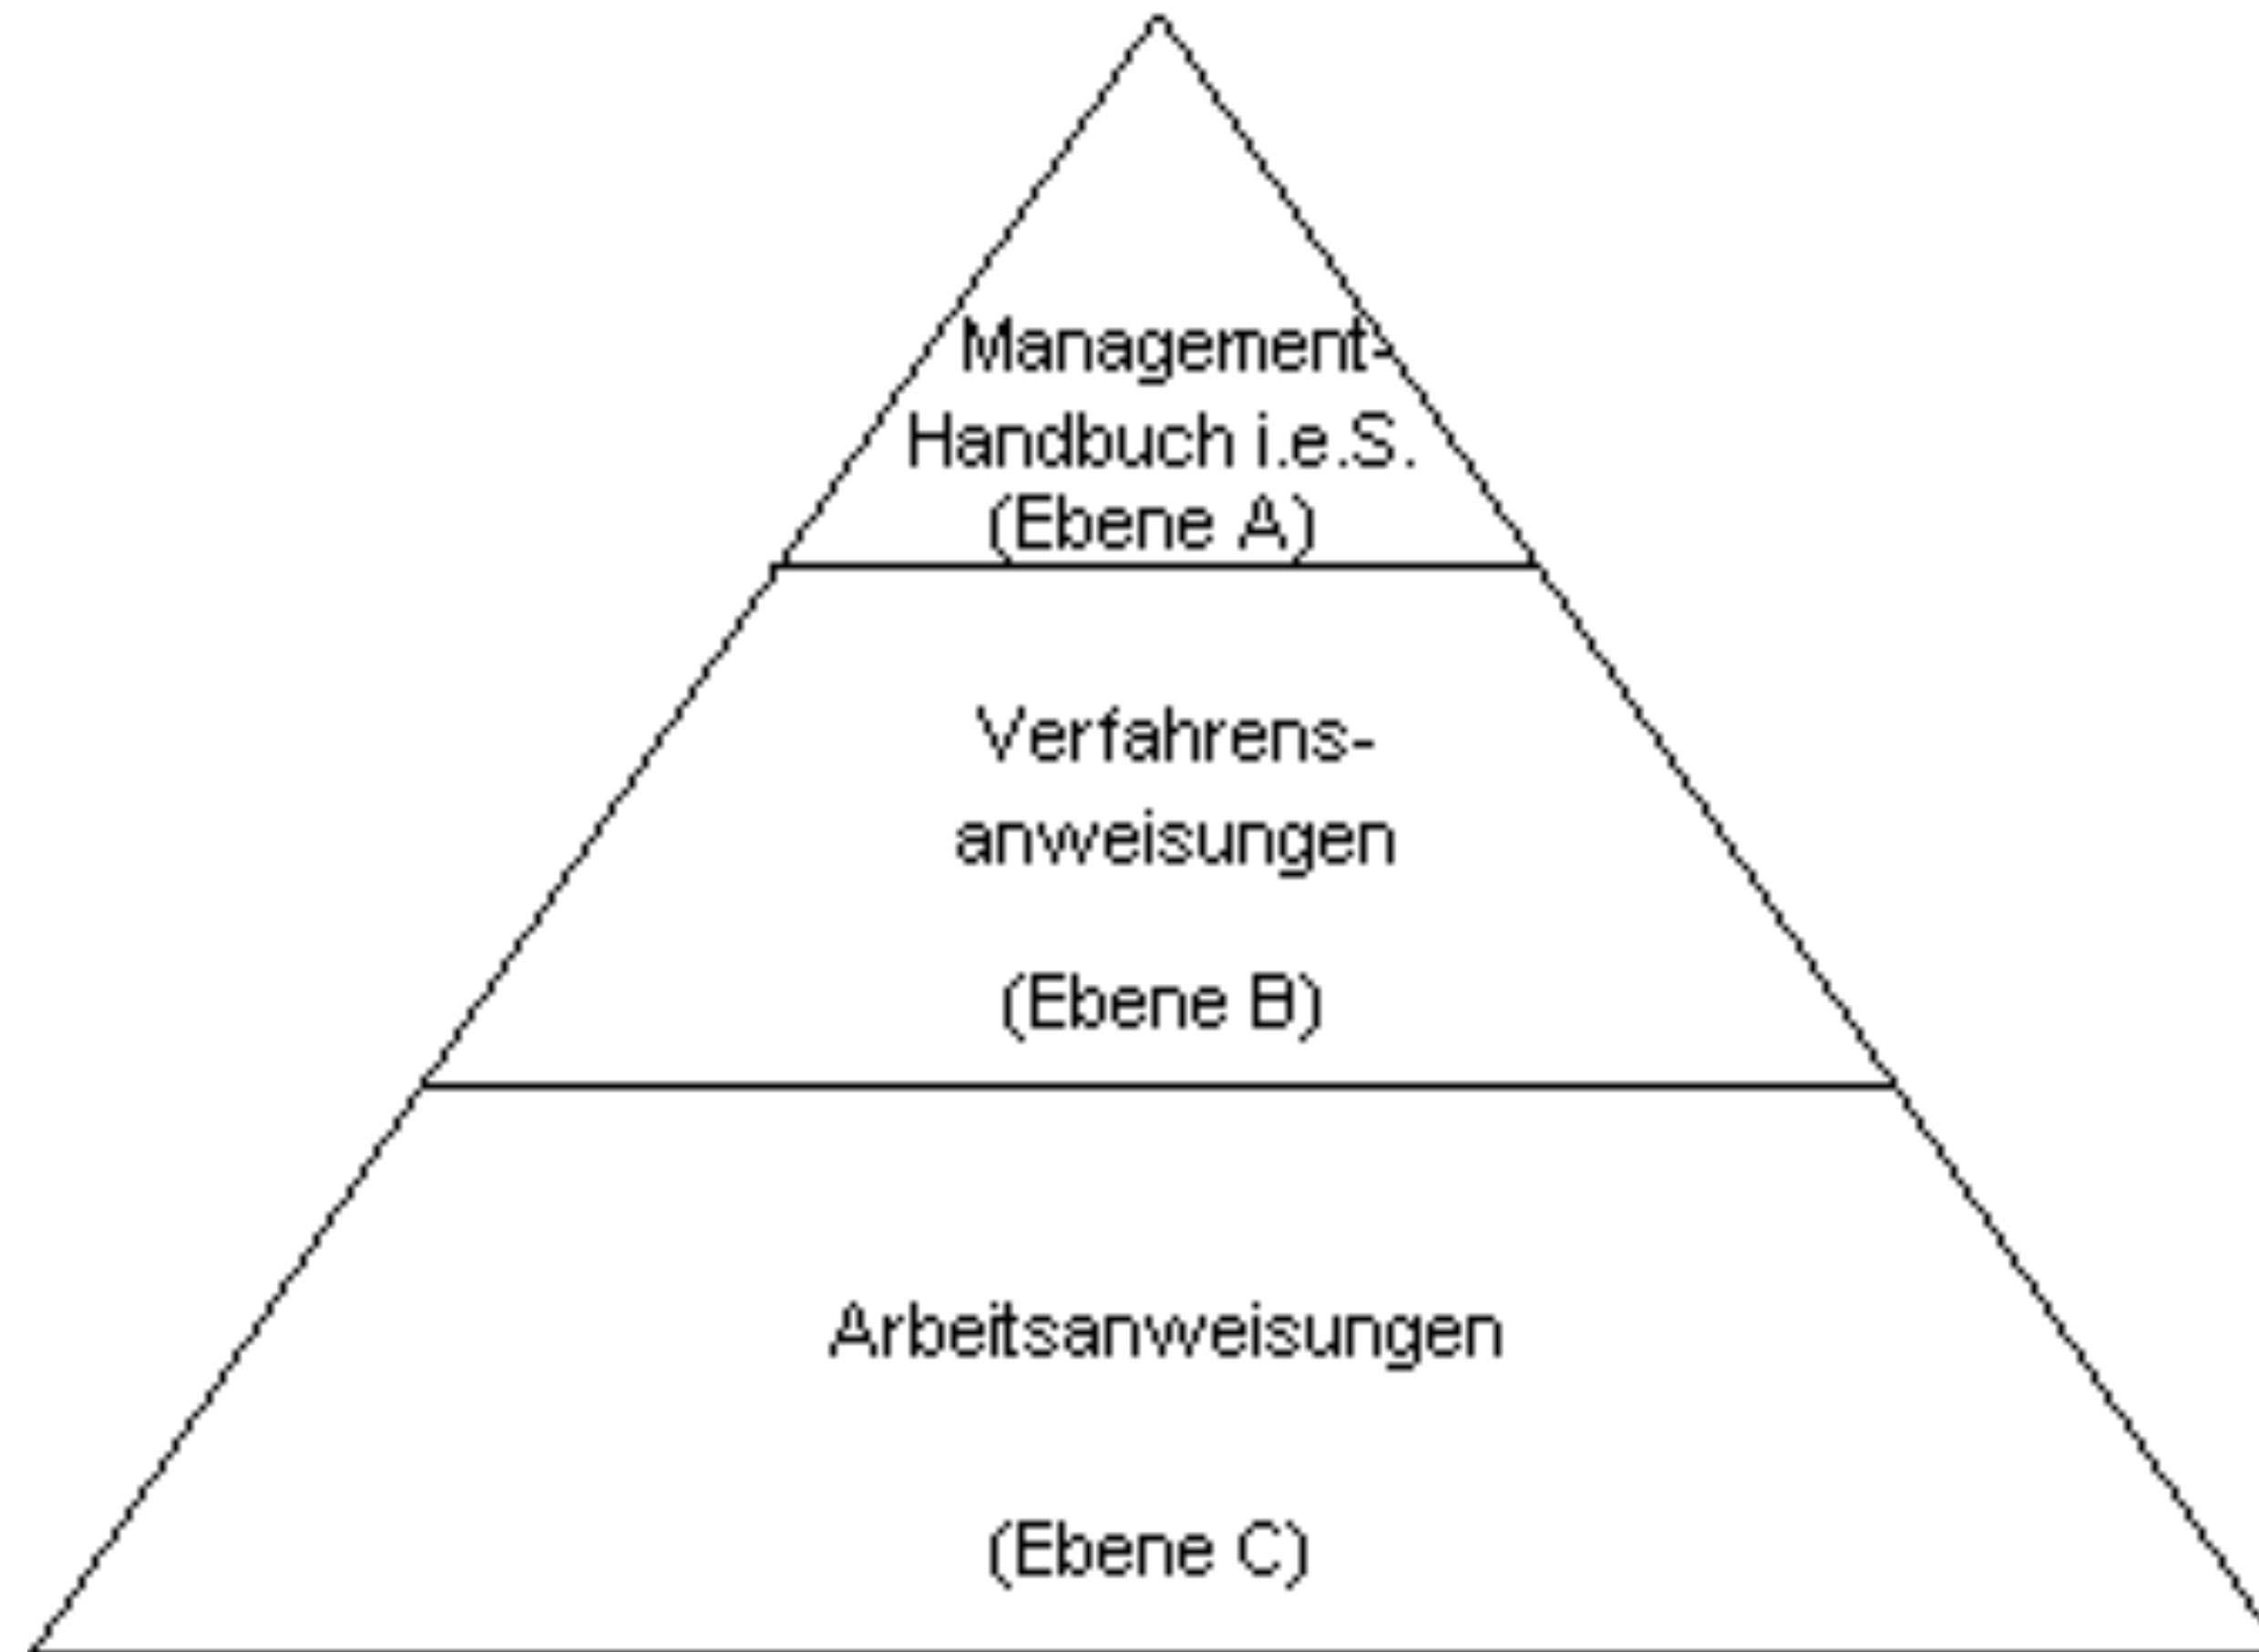 Management-
Handbuch i.e.S.
(Ebene A)
Verfahrens-
anweisungen
(Ebene B)
Arbeitsanweisungen
(Ebene C)